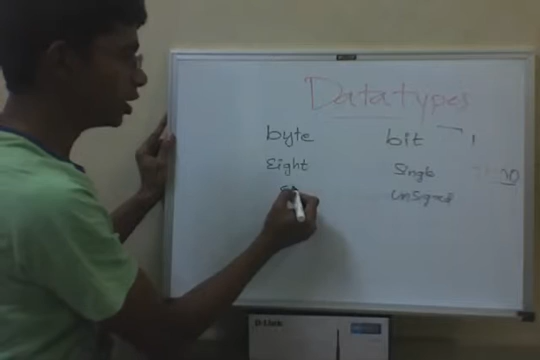 Datatypes
byte bit 1
Eight Single
unsigned
D-Link